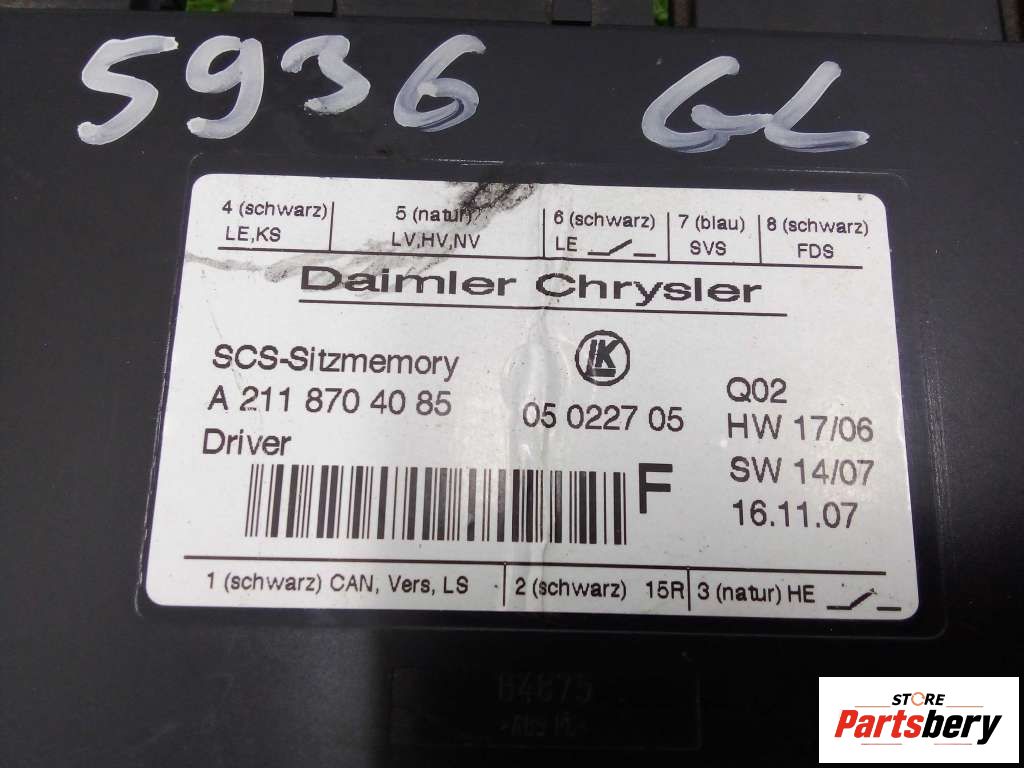 5936 GL
4 (schwarz) 5 (natur) 6 (schwarz) 7 (blau) 8 (schwarz)
LE,KS LV,HV,NV LE SVS FDS
Daimler Chrysler
SCS-Sitzmemory LK
A 211 870 40 85 05 0227 05 Q02
Driver HW 17/06
F SW 14/07
16.11.07
1 (schwarz) CAN, Vers, LS 2 (schwarz) 15R 3 (natur) HE
STORE
Partsbery